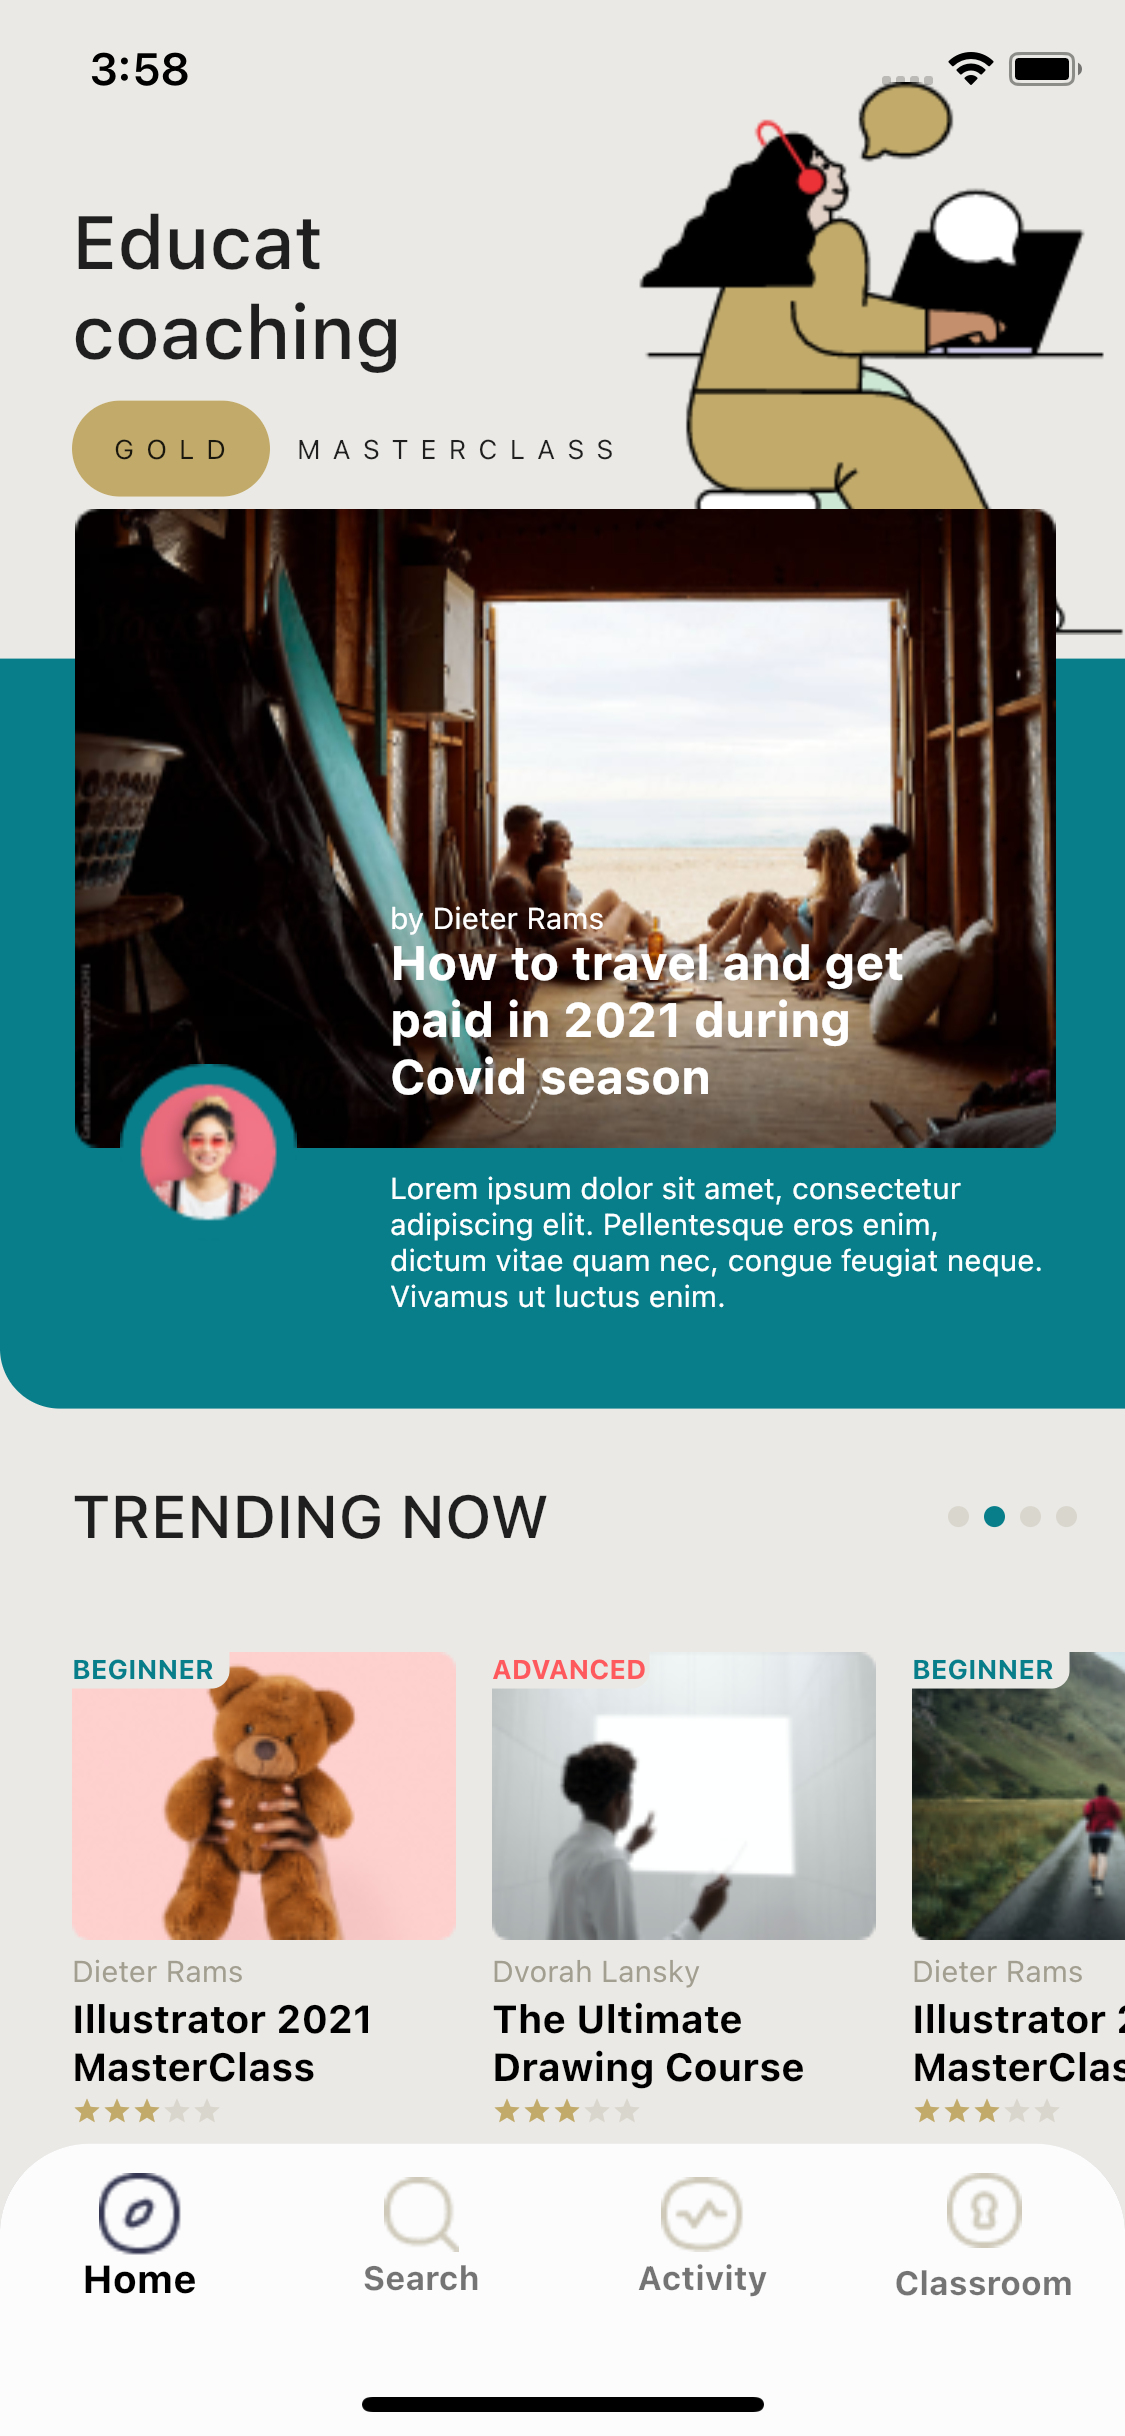 3:58
Educat
coaching
GOLD
MASTERCLASS
by Dieter Rams
How to travel and get
paid in 2021 during
Covid season
Lorem ipsum dolor sit amet, consectetur
adipiscing elit. Pellentesque eros enim,
dictum vitae quam nec, congue feugiat neque.
Vivamus ut luctus enim.
TRENDING NOW
BEGINNER
Dieter Rams
Illustrator 2021
MasterClass
ADVANCED
Dvorah Lansky
The Ultimate
Drawing Course
BEGINNER
Dieter Rams
Illustrator 2
MasterClas
Home
Search
Activity
Classroom